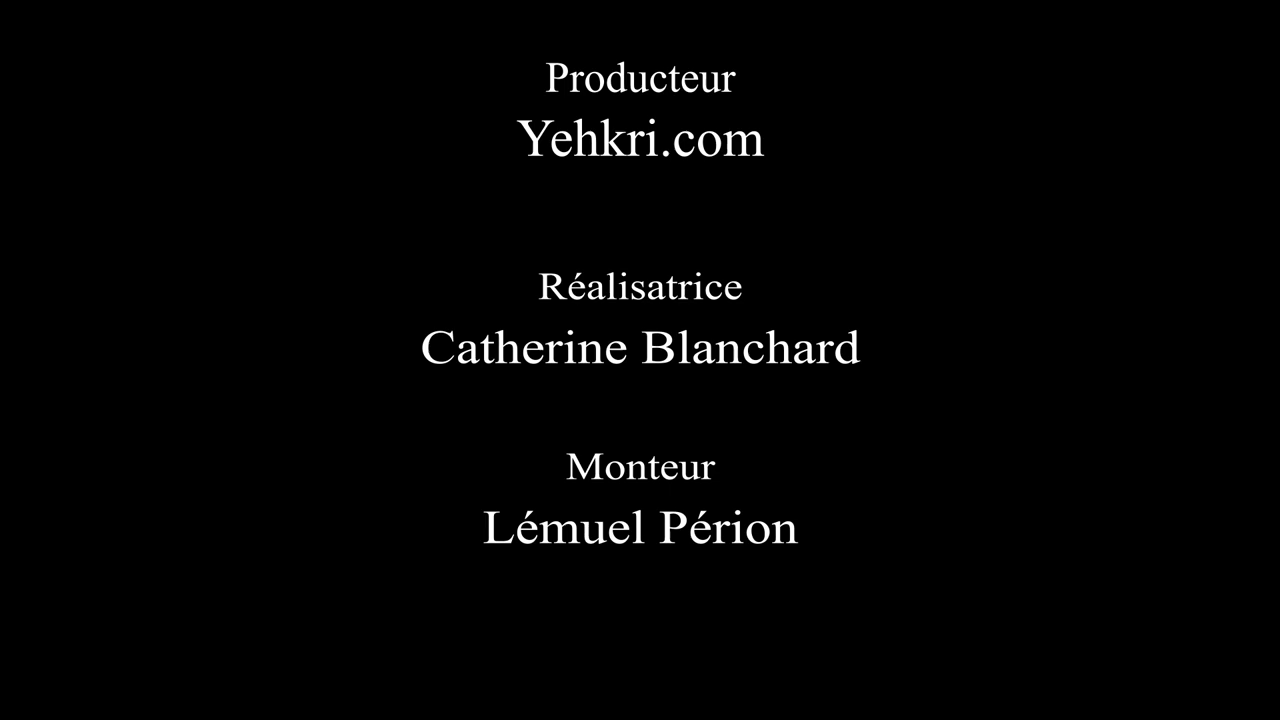 Producteur
Yehkri.com
Réalisatrice
Catherine Blanchard
Monteur
Lémuel Périon